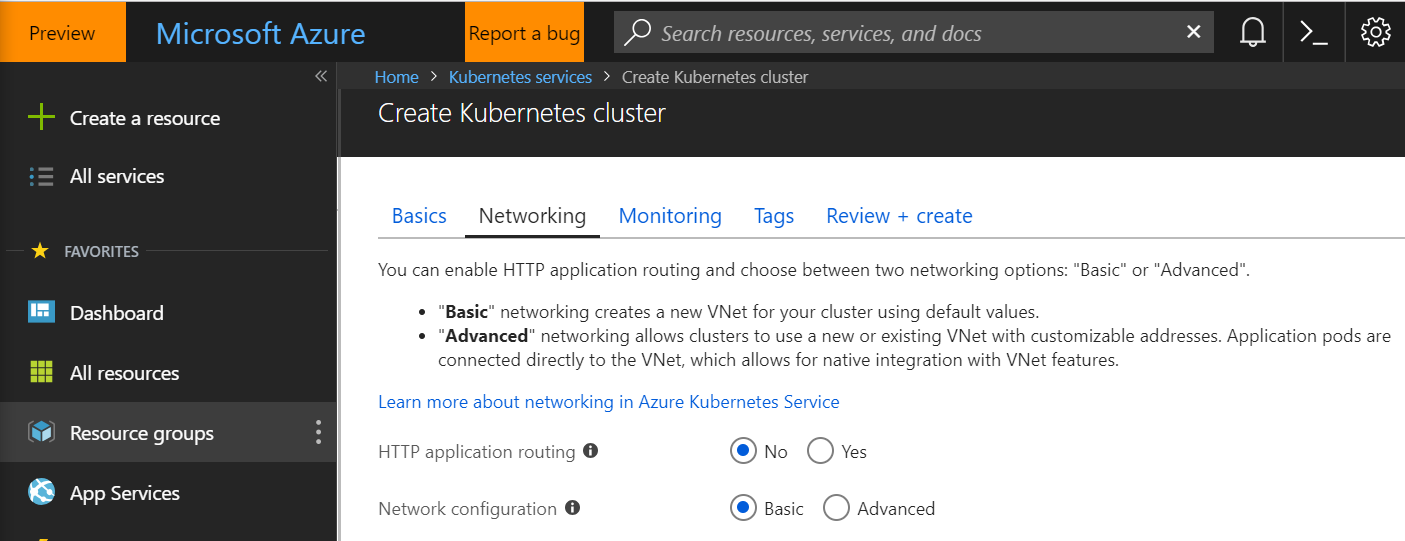 Preview
Microsoft Azure
Report a bug
Search resources, services, and docs
Home > Kubernetes services > Create Kubernetes cluster
Create Kubernetes cluster
Create a resource
All services
FAVORITES
Dashboard
All resources
Resource groups
App Services
Basics Networking Monitoring Tags Review + create
You can enable HTTP application routing and choose between two networking options: "Basic" or "Advanced".
• "Basic" networking creates a new VNet for your cluster using default values.
• "Advanced" networking allows clusters to use a new or existing VNet with customizable addresses. Application pods are
connected directly to the VNet, which allows for native integration with VNet features.
Learn more about networking in Azure Kubernetes Service
HTTP application routing No Yes
Network configuration Basic Advanced